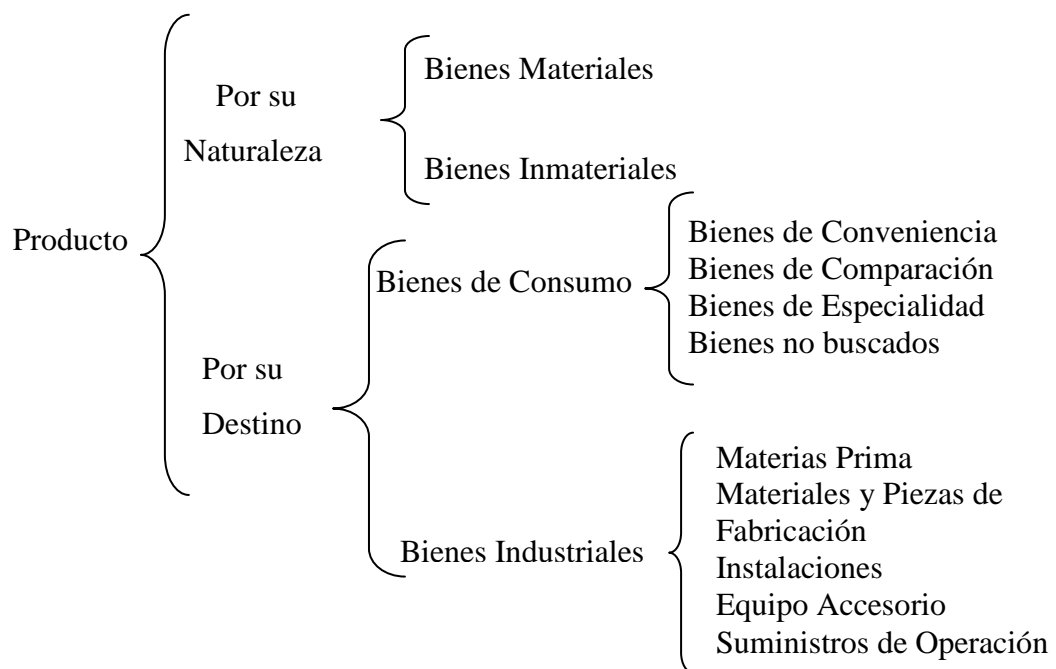 Producto
Por su
Naturaleza
Bienes Materiales
Bienes Inmateriales
Por su
Destino
Bienes de Consumo
Bienes de Conveniencia
Bienes de Comparación
Bienes de Especialidad
Bienes no buscados
Bienes Industriales
Materias Prima
Materiales y Piezas de
Fabricación
Instalaciones
Equipo Accesorio
Suministros de Operación